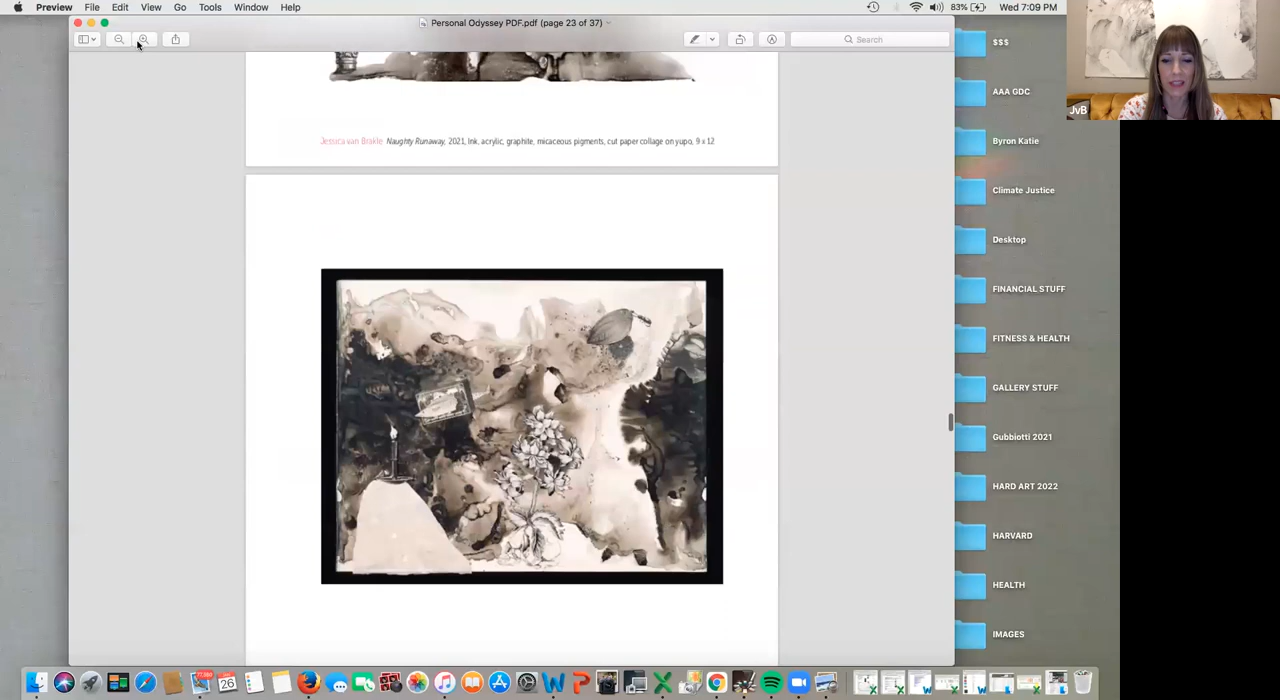 Preview File Edit View Go Tools Window Help
83% Wed 7:09 PM
Personal Odyssey PDF.pdf (page 23 of 37)
Search
Jessica van Brakle Naughty Runaway, 2021, Ink, acrylic, graphite, micaceous pigments, cut paper collage on yupo, 9 x 12
$$$
AAA GDC
Byron Katie
Climate Justice
Desktop
FINANCIAL STUFF
FITNESS & HEALTH
GALLERY STUFF
Gubbiotti 2021
HARD ART 2022
HARVARD
HEALTH
IMAGES
JvB
26